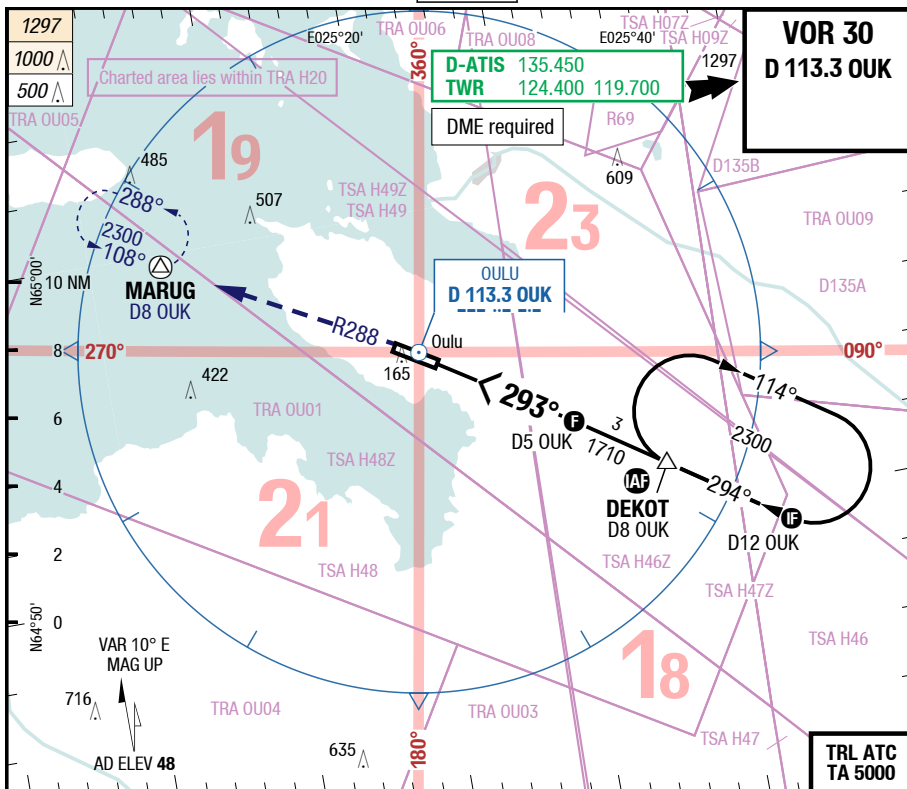 1297
1000
500
E025°20'
TRA OU06
TRA OU08
E025°40'
TSA H07Z
TSA H09Z
1297
360°
VOR 30
D 113.3 OUK
Charted area lies within TRA H20
D-ATIS 135.450
TWR 124.400 119.700
DME required
TRA OU05
R69
609
D135B
19
485
507
TSA H49Z
TSA H49
23
TRA OU09
288°
2300
108°
MARUG
D8 OUK
N65°00'
10 NM
OULU
D 113.3 OUK
D135A
R288
Oulu
8
270°
090°
165
422
114°
293°
6
TRA OU01
F
D5 OUK
3
1710
2300
TSA H48Z
IAF
DEKOT
D8 OUK
294°
IF
D12 OUK
4
21
2
TSA H48
TSA H46Z
TSA H47Z
TSA H46
N64°50'
0
VAR 10° E
MAG UP
18
716
TRA OU04
TRA OU03
AD ELEV 48
635
180°
TSA H47
TRL ATC
TA 5000